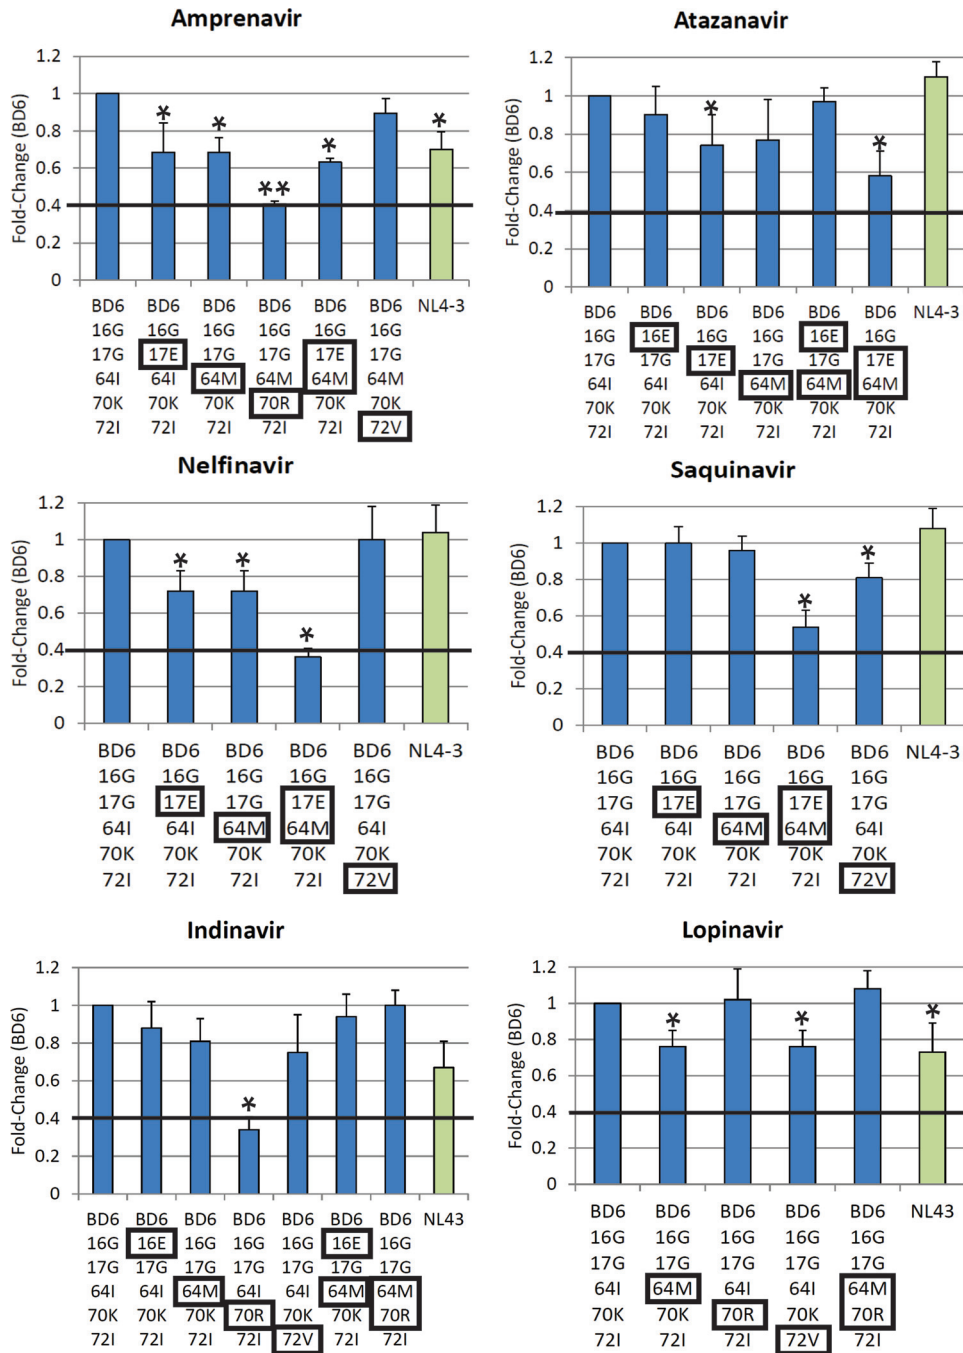 Amprenavir
Fold-Change (BD6)
1.2
1
0.8
0.6
0.4
0.2
0
* * ** * *
BD6 BD6 BD6 BD6 BD6 BD6 NL4-3
16G 16G 16G 16G 16G 16G
17G 17E 17G 17G 17E 17G
64I 64I 64M 64M 64M 64M
70K 70K 70K 70R 70K 70K
72I 72I 72I 72I 72I 72V
Atazanavir
Fold-Change (BD6)
1.2
1
0.8
0.6
0.4
0.2
0
* *
BD6 BD6 BD6 BD6 BD6 BD6 NL4-3
16G 16E 16G 16G 16E 16G
17G 17G 17E 17G 17G 17E
64I 64I 64I 64M 64M 64M
70K 70K 70K 70K 70K 70K
72I 72I 72I 72I 72I 72I
Nelfinavir
Fold-Change (BD6)
1.2
1
0.8
0.6
0.4
0.2
0
* * *
BD6 BD6 BD6 BD6 BD6 NL4-3
16G 16G 16G 16G 16G
17G 17E 17G 17E 17G
64I 64I 64M 64M 64I
70K 70K 70K 70K 70K
72I 72I 72I 72I 72V
Saquinavir
Fold-Change (BD6)
1.2
1
0.8
0.6
0.4
0.2
0
* *
BD6 BD6 BD6 BD6 BD6 NL4-3
16G 16G 16G 16G 16G
17G 17E 17G 17E 17G
64I 64I 64M 64M 64I
70K 70K 70K 70K 70K
72I 72I 72I 72I 72V
Indinavir
Fold-Change (BD6)
1.2
1
0.8
0.6
0.4
0.2
0
*
BD6 BD6 BD6 BD6 BD6 BD6 BD6 NL43
16G 16E 16G 16G 16G 16E 16G
17G 17G 17G 17G 17G 17G 17G
64I 64I 64M 64I 64I 64M 64M
70K 70K 70K 70R 70K 70K 70R
72I 72I 72I 72I 72V 72I 72I
Lopinavir
Fold-Change (BD6)
1.2
1
0.8
0.6
0.4
0.2
0
* * *
BD6 BD6 BD6 BD6 BD6 NL43
16G 16G 16G 16G 16G
17G 17G 17G 17G 17G
64I 64M 64I 64I 64M
70K 70K 70R 70K 70R
72I 72I 72I 72V 72I